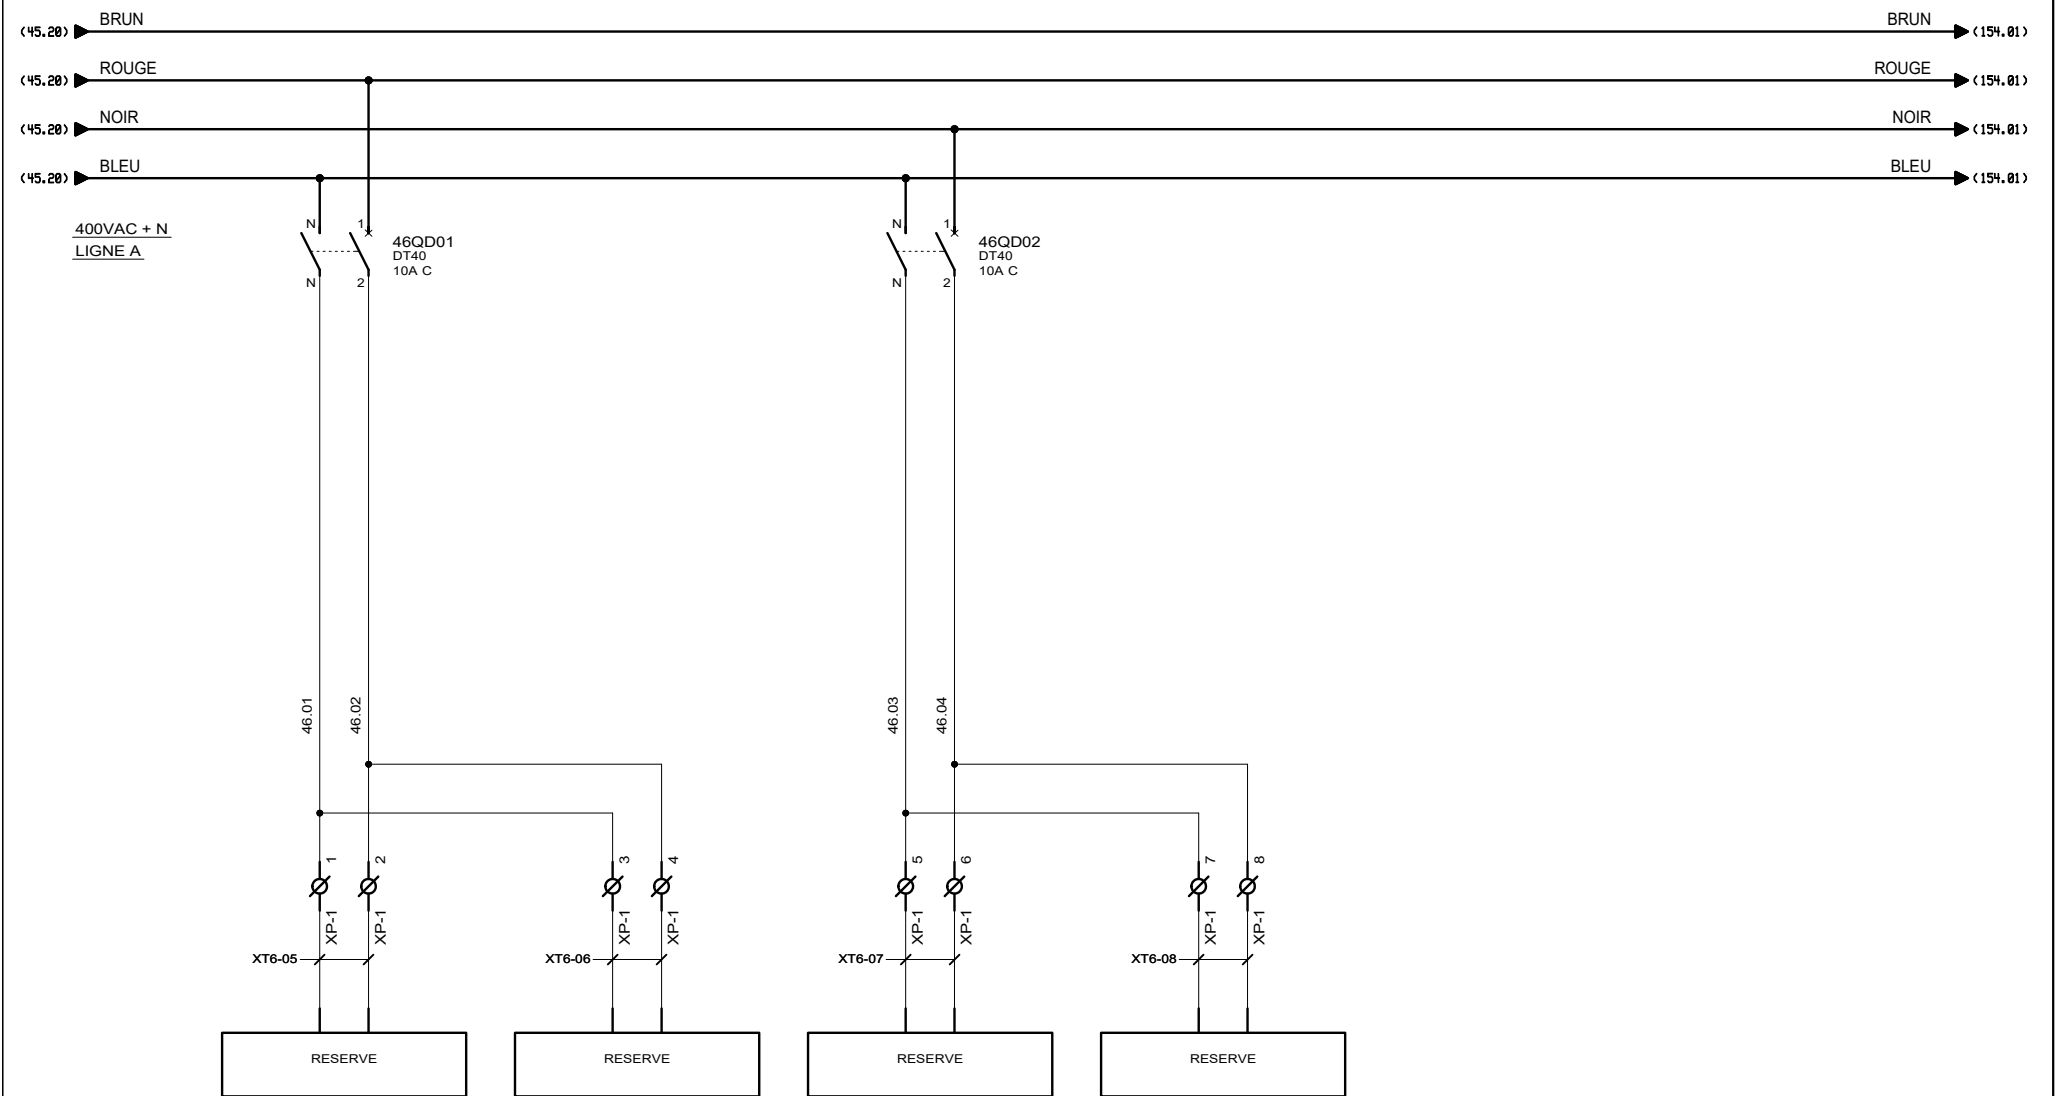 BRUN BRUN
(45.20) (154.01)
ROUGE ROUGE
(45.20) (154.01)
NOIR NOIR
(45.20) (154.01)
BLEU BLEU
(45.20) (154.01)
400VAC + N
LIGNE A
N 1 N 1
46QD01 46QD02
DT40 DT40
10A C 10A C
N 2 N 2
46.01 46.02 46.03 46.04
1 2 3 4 5 6 7 8
XP-1 XP-1 XP-1 XP-1 XP-1 XP-1 XP-1 XP-1
XT6-05 XT6-06 XT6-07 XT6-08
RESERVE RESERVE RESERVE RESERVE